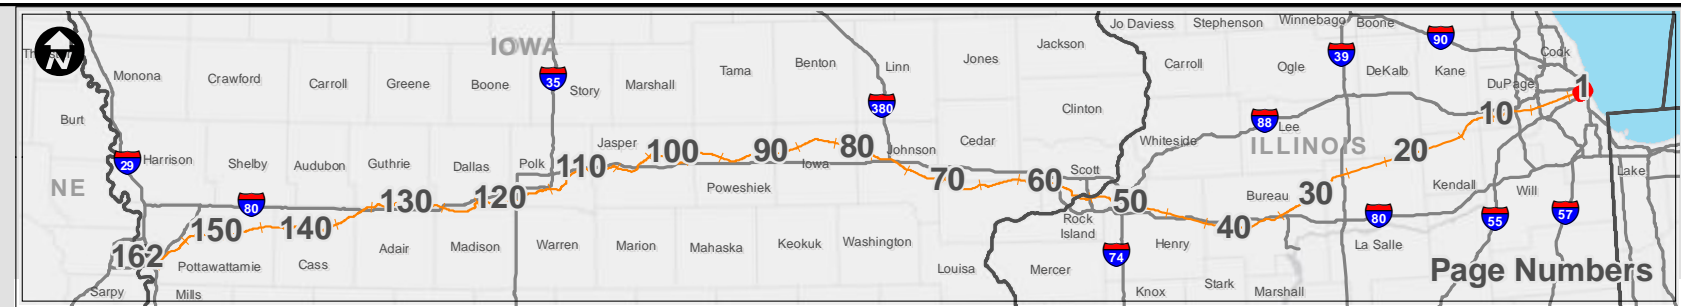 Jo Daviess Stephenson Winnebago Boone
IOWA
Jackson
90
N
39
Cook
Monona Crawford Carroll Greene Boone 35 Story Marshall Tama Benton Linn Jones Carroll Ogle DeKalb Kane
DuPage 1
380
Burt Clinton 88 Lee 10
Whiteside ILLINOIS
Jasper 100 90 80 Johnson Cedar 20
29 Harrison Shelby Audubon Guthrie Dallas Polk 110 Iowa Scott Lake
NE 70 60 Kendall Will
80 130 120 Poweshiek 50 Bureau 30
150 140 Rock
Island 40 80 55 57
162 Adair Madison Warren Marion Mahaska Keokuk Washington 74 Henry La Salle
Pottawattamie Cass Louisa Mercer Page Numbers
Sarpy Mills Knox Stark Marshall